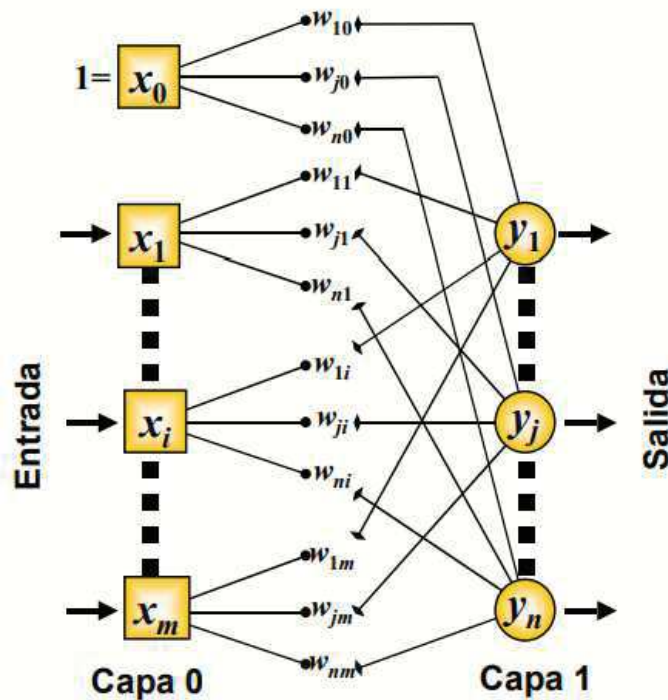 w10
1= x0 wj0
wn0
w11
x1 wj1 y1
wn1
w1i
xi wji yj
wni
w1m
xm wjm yn
wnm
Entrada
Salida
Capa 0 Capa 1